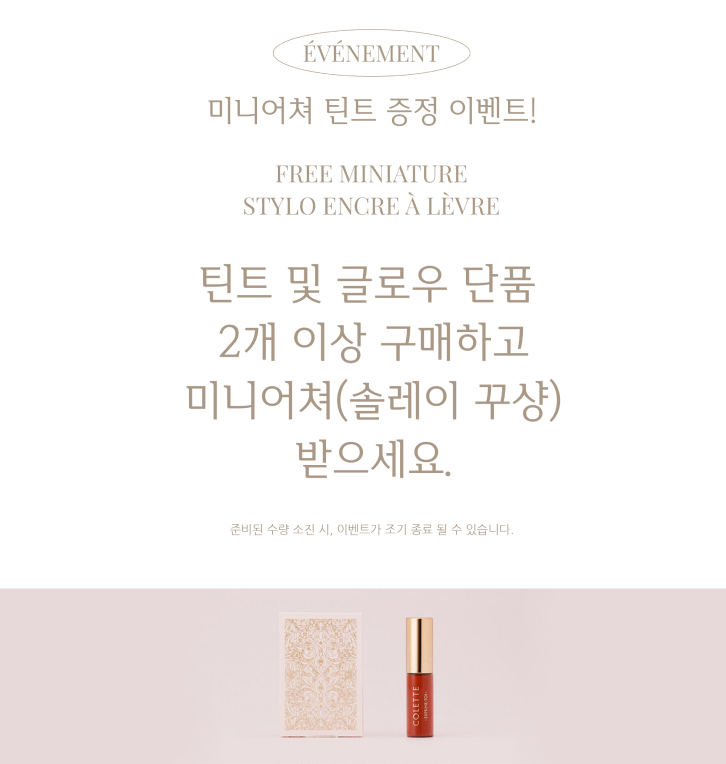 ÉVÉNEMENT
미니어쳐 틴트 증정 이벤트!
FREE MINIATURE
STYLO ENCRE À LÈVRE
틴트 및 글로우 단품
2개 이상 구매하고
미니어쳐(솔레이 꾸샹)
받으세요.
준비된 수량 소진 시, 이벤트가 조기 종료 될 수 있습니다.
COLETTE